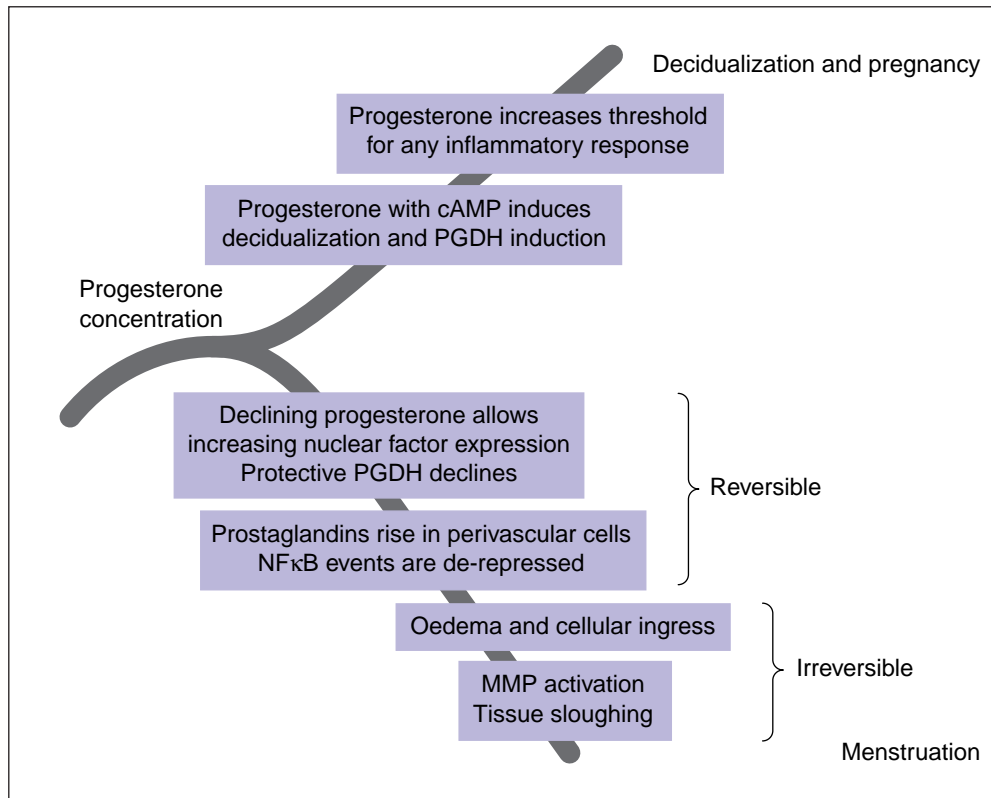 Decidualization and pregnancy
Progesterone increases threshold
for any inflammatory response
Progesterone with cAMP induces
decidualization and PGDH induction
Progesterone
concentration
Declining progesterone allows
increasing nuclear factor expression
Protective PGDH declines
Reversible
Prostaglandins rise in perivascular cells
NFκB events are de-repressed
Oedema and cellular ingress
Irreversible
MMP activation
Tissue sloughing
Menstruation